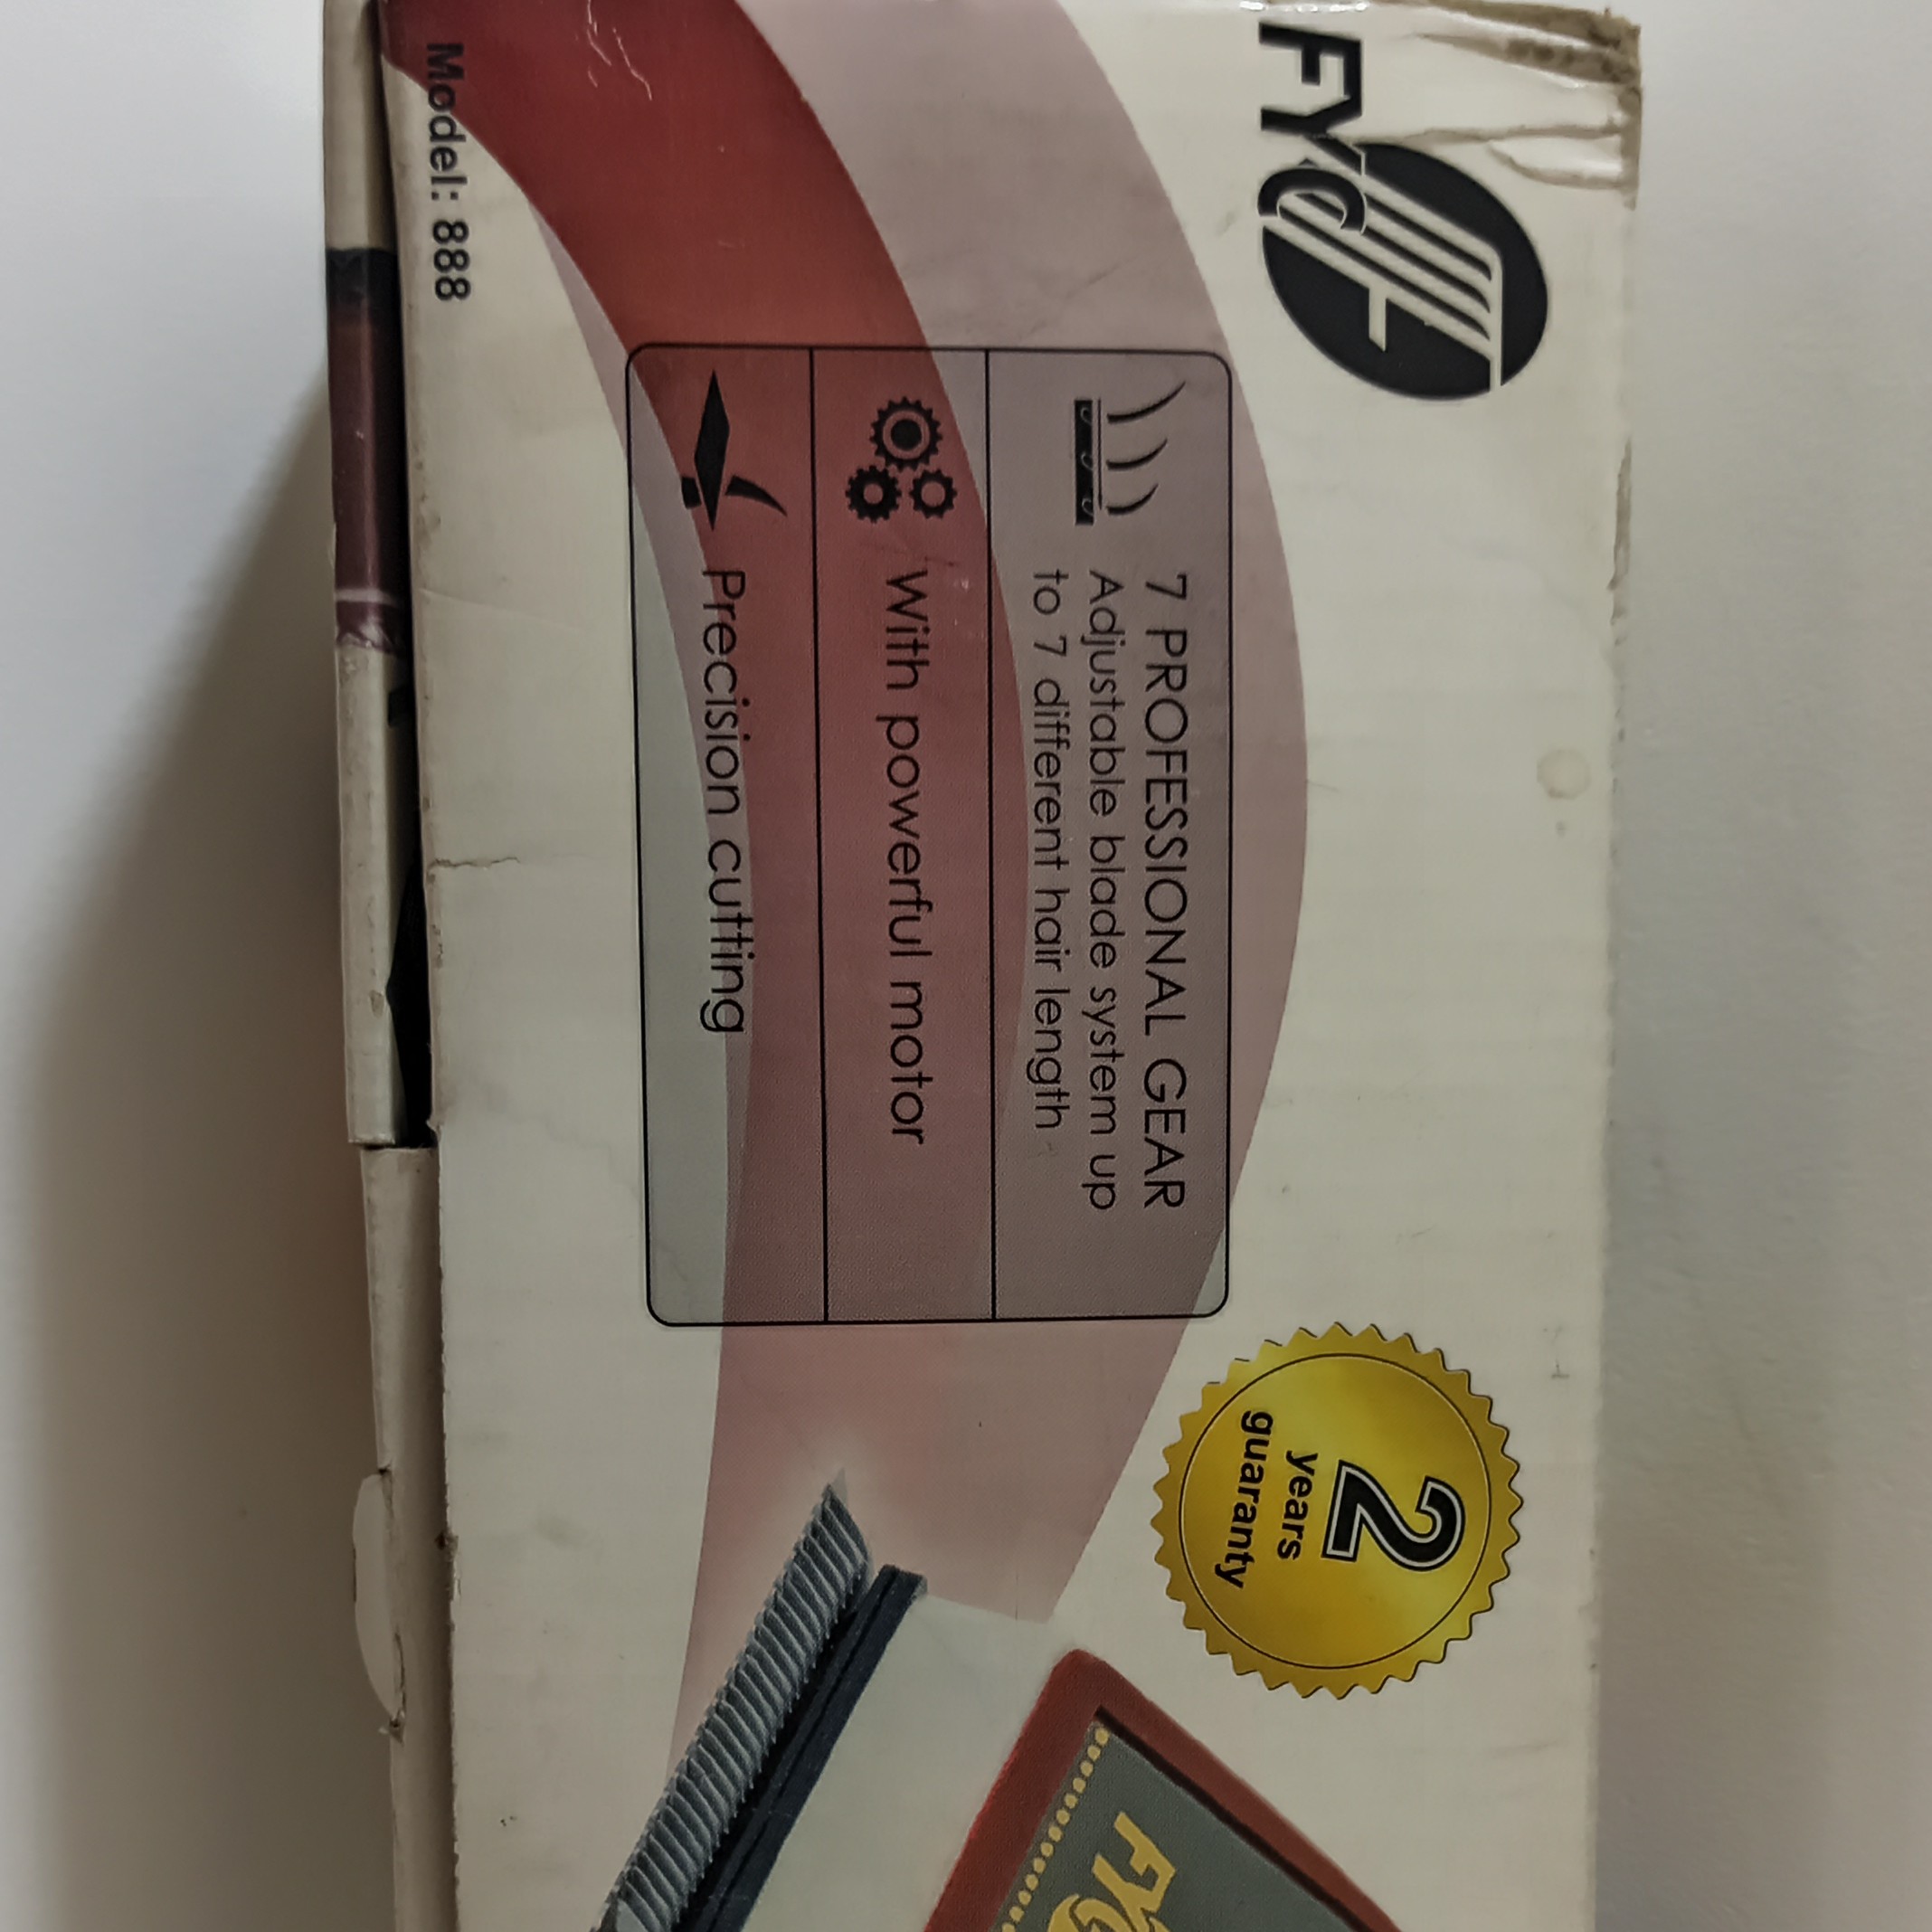 FYC
7 PROFESSIONAL GEAR
Adjustable blade system up
to 7 different hair length
With powerful motor
Precision cutting
Model: 888
2
years
guaranty
FYC